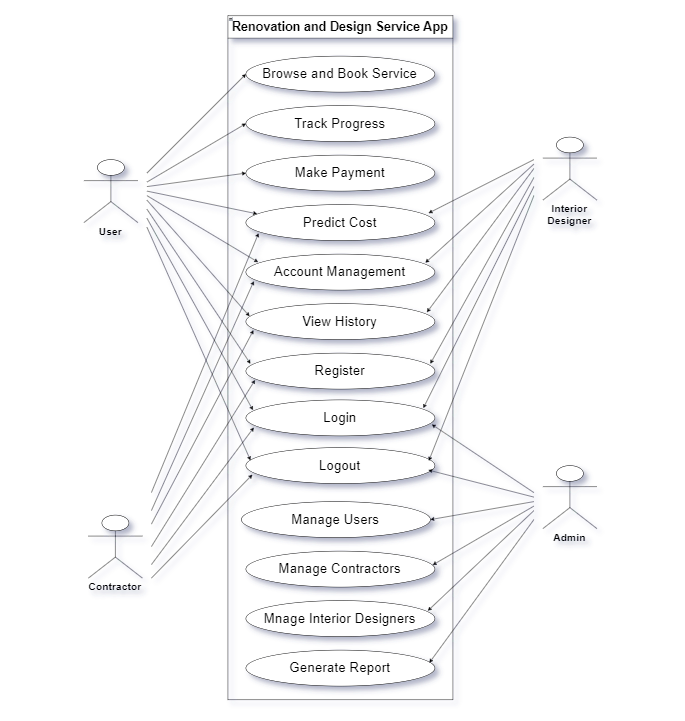 Renovation and Design Service App
Browse and Book Service
Track Progress
Make Payment
Predict Cost
Account Management
View History
Register
Login
Logout
Manage Users
Manage Contractors
Mnage Interior Designers
Generate Report
User
Contractor
Interior
Designer
Admin